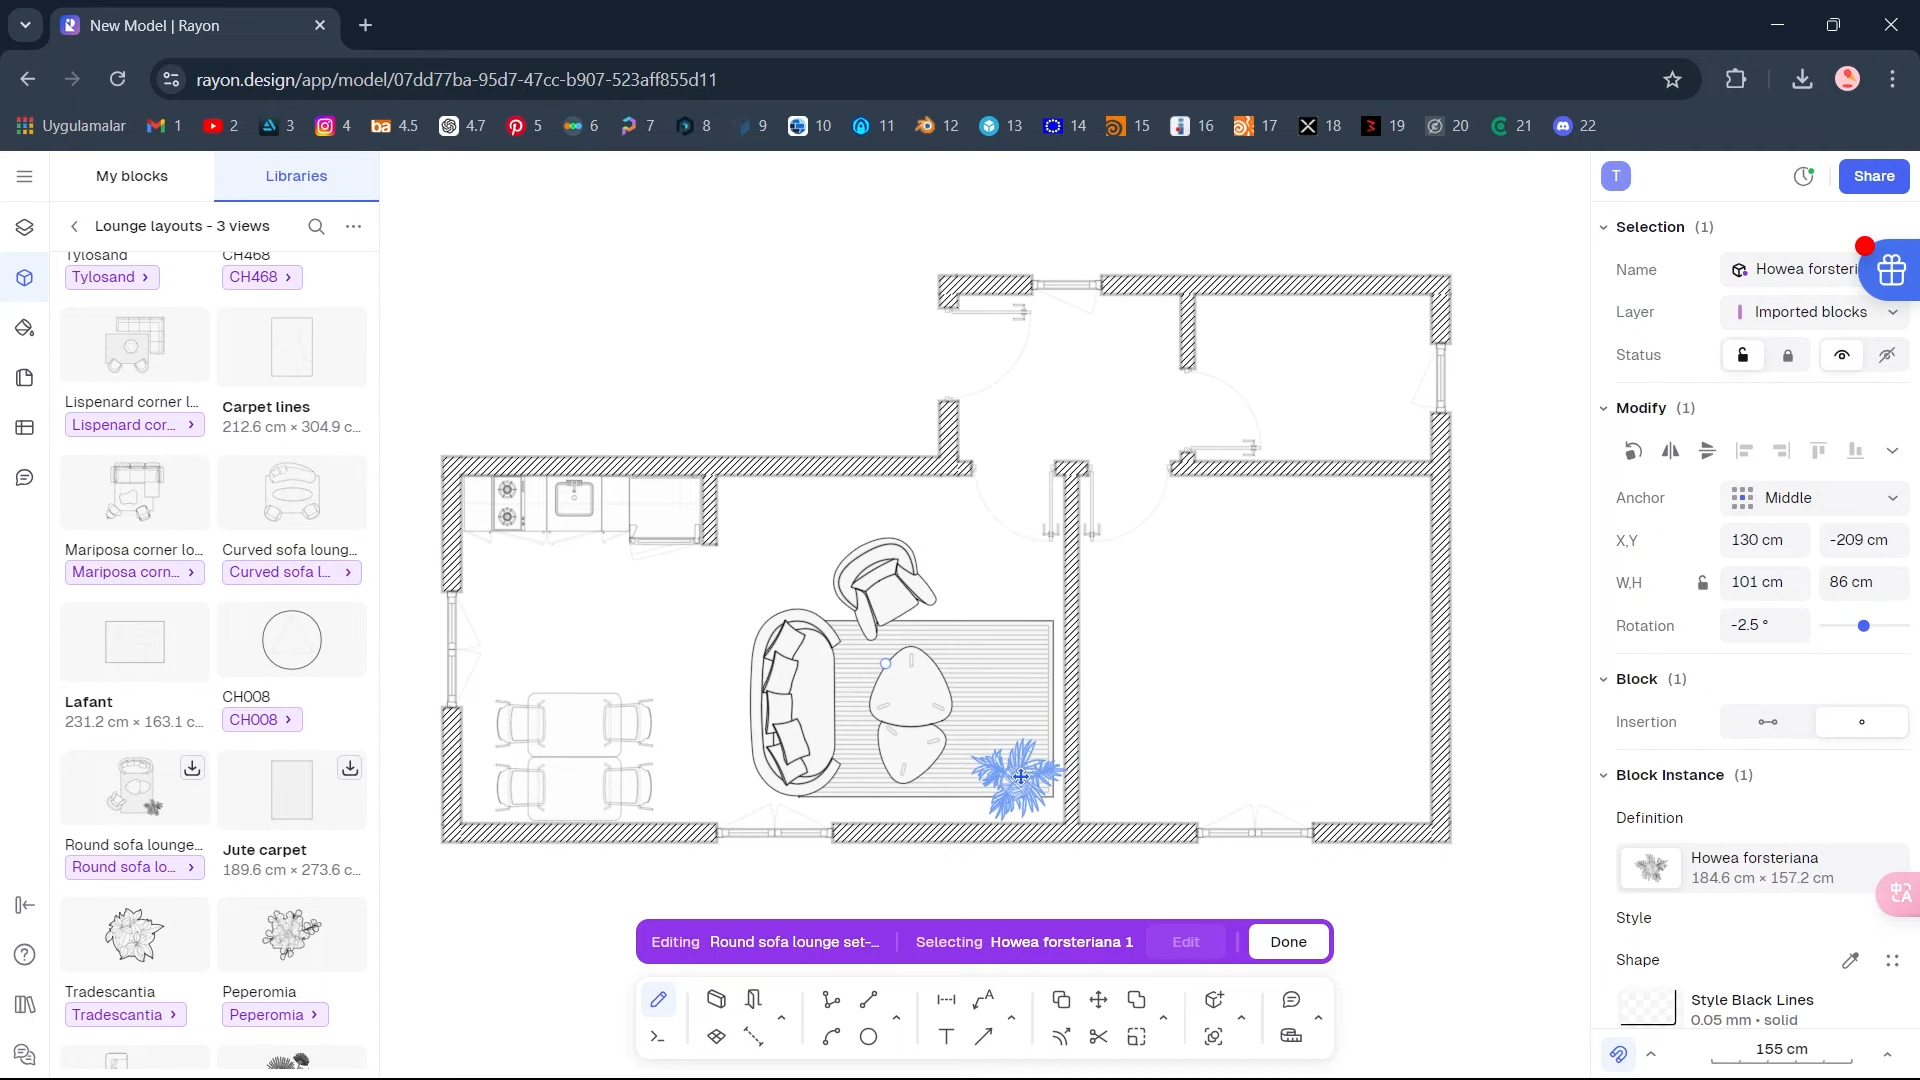 New Model | Rayon
rayon.design/app/model/07dd77ba-95d7-47cc-b907-523aff855d11
Uygulamalar 1 2 3 4 4.5 4.7 5 6 7 8 9 10 11 12 13 14 15 16 17 18 19 20 21 22
My blocks
Libraries
T
Share
Lounge layouts - 3 views
Tylosand
CH468
Tylosand
CH468
Lispenard corner l...
Lispenard cor...
Carpet lines
212.6 cm × 304.9 c...
Mariposa corner lo...
Mariposa corn...
Curved sofa loung...
Curved sofa l...
Lafant
231.2 cm × 163.1 c...
CH008
CH008
Round sofa lounge...
Round sofa lo...
Jute carpet
189.6 cm × 273.6 c...
Tradescantia
Tradescantia
Peperomia
Peperomia
Editing Round sofa lounge set-... Selecting Howea forsteriana 1 Edit Done
Selection (1)
Name Howea forsteri
Layer Imported blocks
Status
Modify (1)
Anchor Middle
X,Y 130 cm -209 cm
W,H 101 cm 86 cm
Rotation -2.5 °
Block (1)
Insertion
Block Instance (1)
Definition
Howea forsteriana
184.6 cm × 157.2 cm
Style
Shape
Style Black Lines
0.05 mm • solid
155 cm